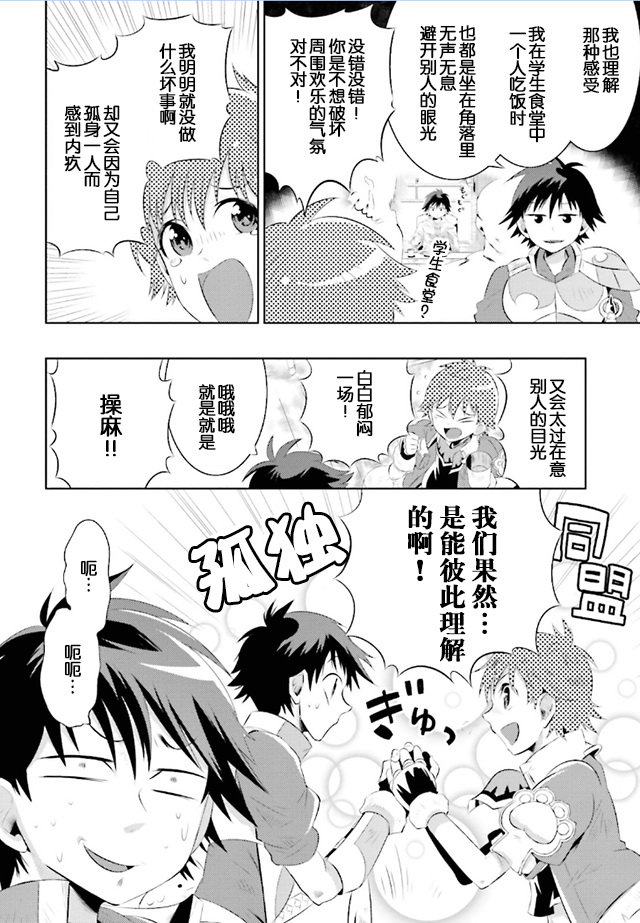 我也理解
那种感受
我在学生食堂中
一个人吃饭时
也都是坐在角落里
无声无息
避开别人的眼光
学生食堂?
没错没错!
你是不想破坏
周围欢乐的气氛
对不对!
我明明就没做
什么坏事啊
却又会因为自己
孤身一人而
感到内疚
又会太过在意
别人的目光
白白郁闷
一场!
哦哦哦
就是就是
操麻!!
同盟
我们果然…
是能彼此理解
的啊!
孤独
ぎゅっ
呃…
呃呃…